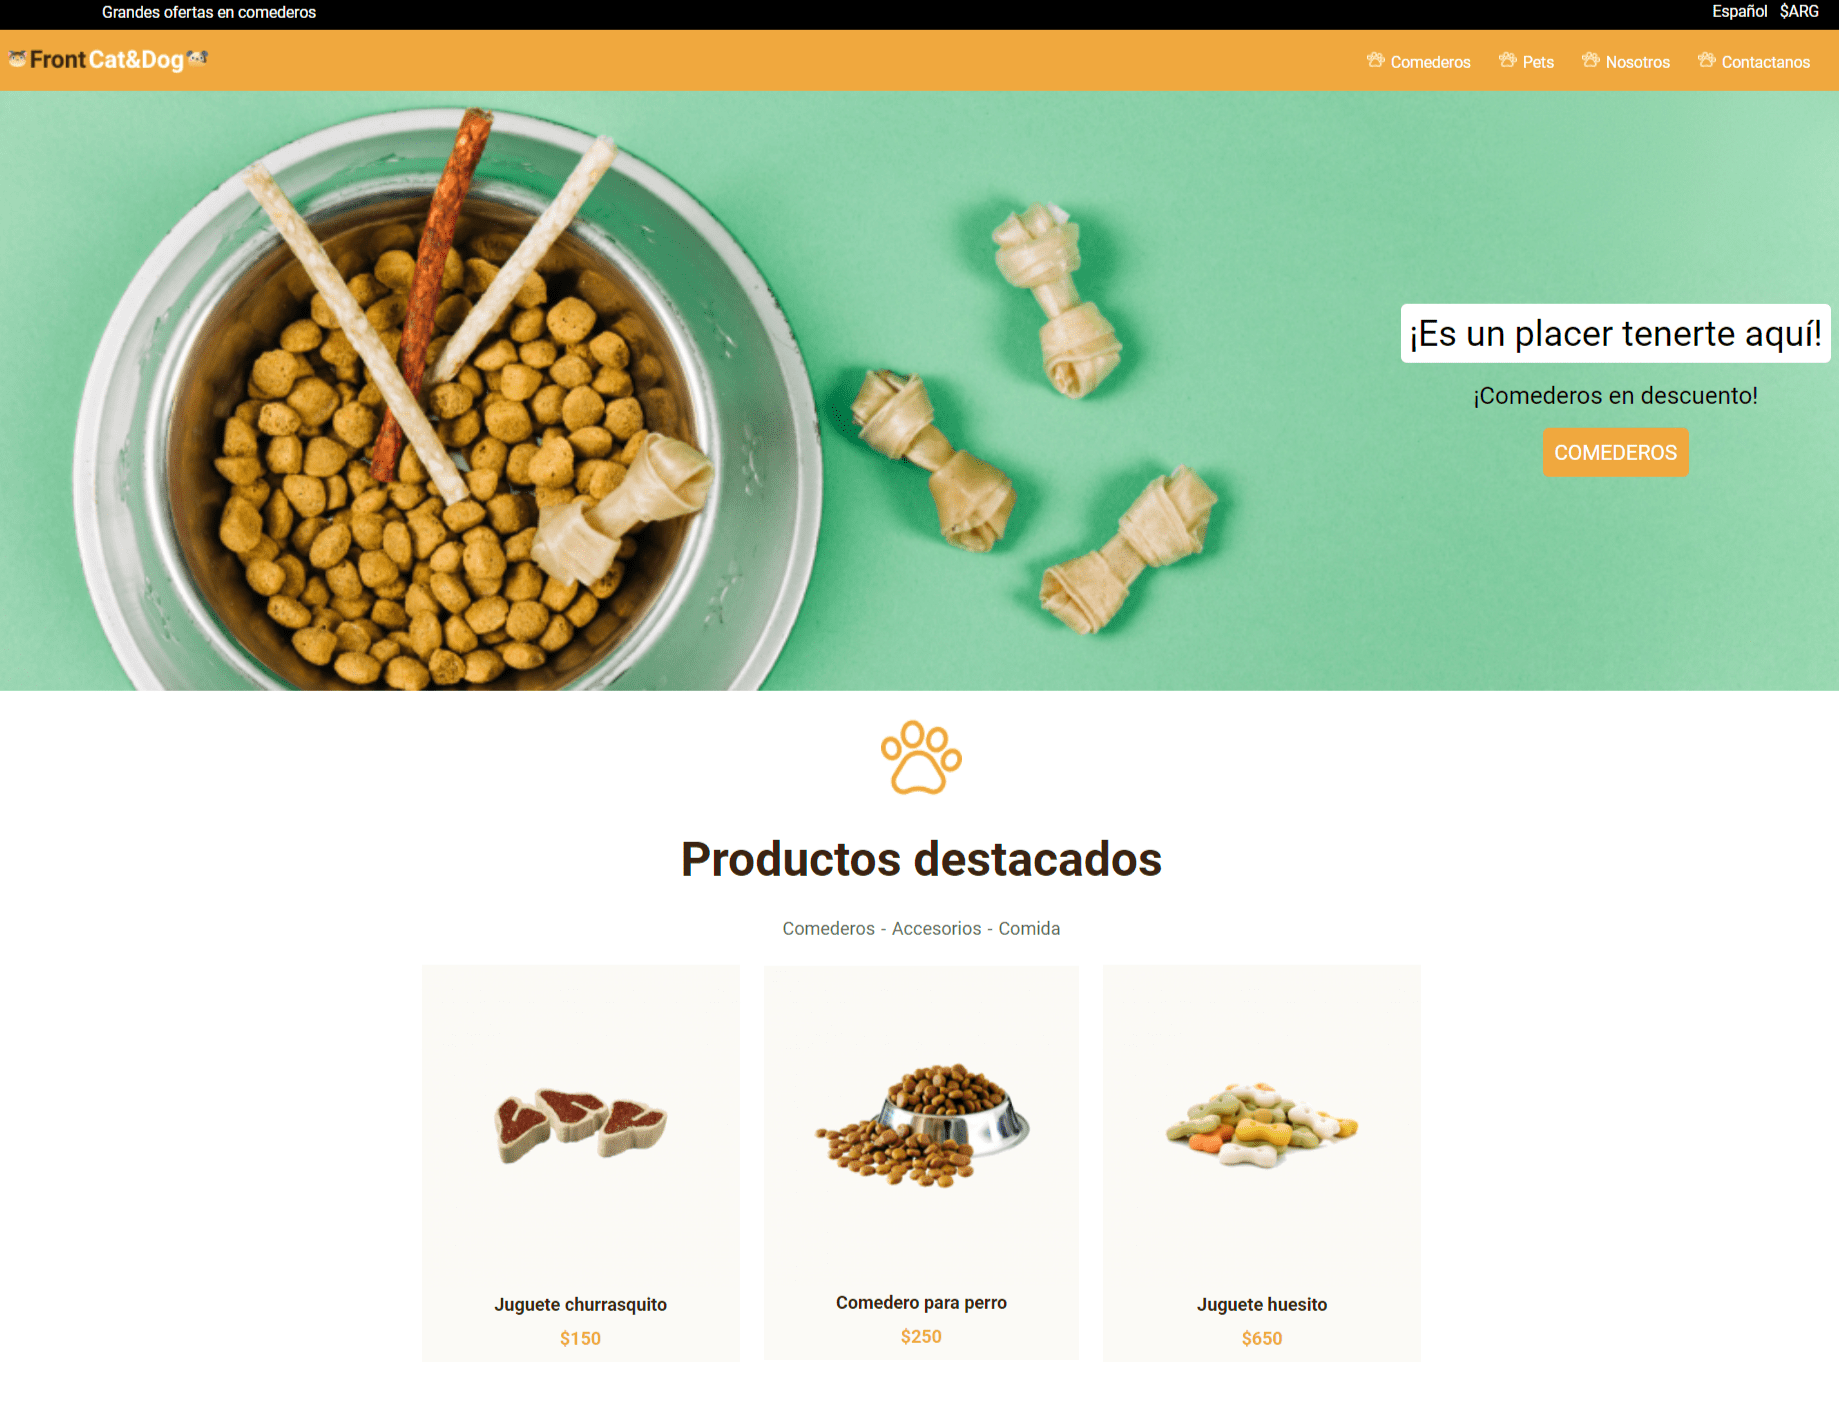 Grandes ofertas en comederos
Español $ARG
FrontCat&Dog
Comederos Pets Nosotros Contactanos
¡Es un placer tenerte aquí!
¡Comederos en descuento!
COMEDEROS
Productos destacados
Comederos - Accesorios - Comida
Juguete churrasquito
$150
Comedero para perro
$250
Juguete huesito
$650